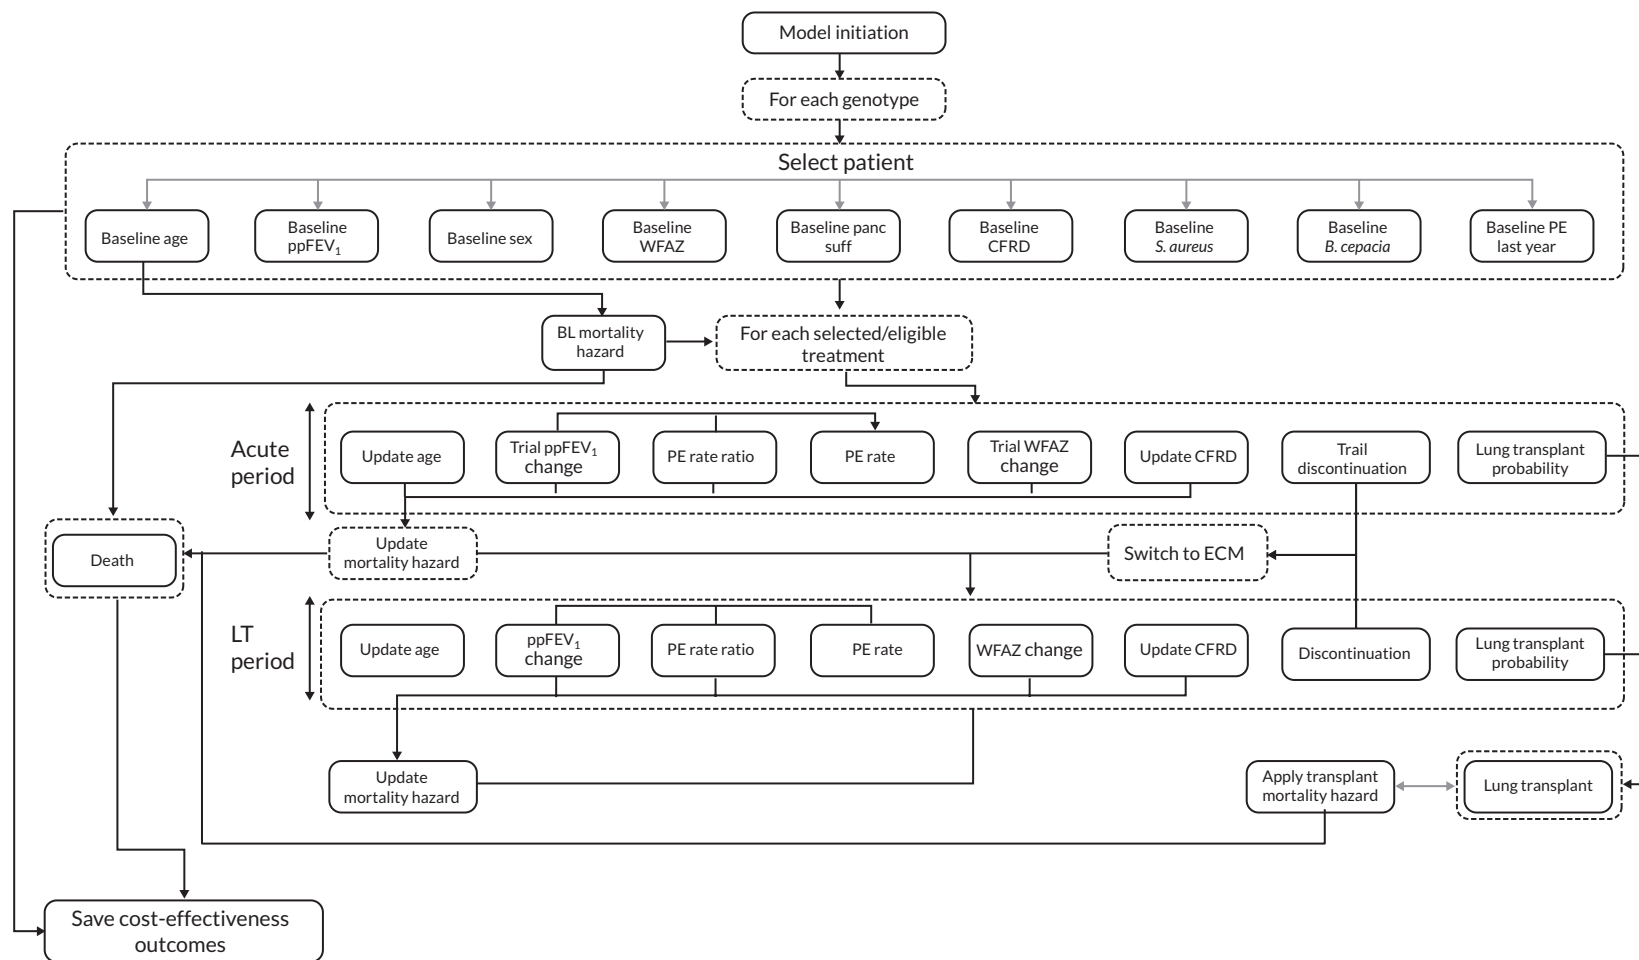 Model initiation
For each genotype
Select patient
Baseline age
Baseline
ppFEV₁
Baseline sex
Baseline
WFAZ
Baseline panc
suff
Baseline
CFRD
Baseline
S. aureus
Baseline
B. cepacia
Baseline PE
last year
BL mortality
hazard
For each selected/eligible
treatment
Acute
period
Update age
Trial ppFEV₁
change
PE rate ratio
PE rate
Trial WFAZ
change
Update CFRD
Trail
discontinuation
Lung transplant
probability
Death
Update
mortality hazard
Switch to ECM
LT
period
Update age
ppFEV₁
change
PE rate ratio
PE rate
WFAZ change
Update CFRD
Discontinuation
Lung transplant
probability
Update
mortality hazard
Apply transplant
mortality hazard
Lung transplant
Save cost-effectiveness
outcomes